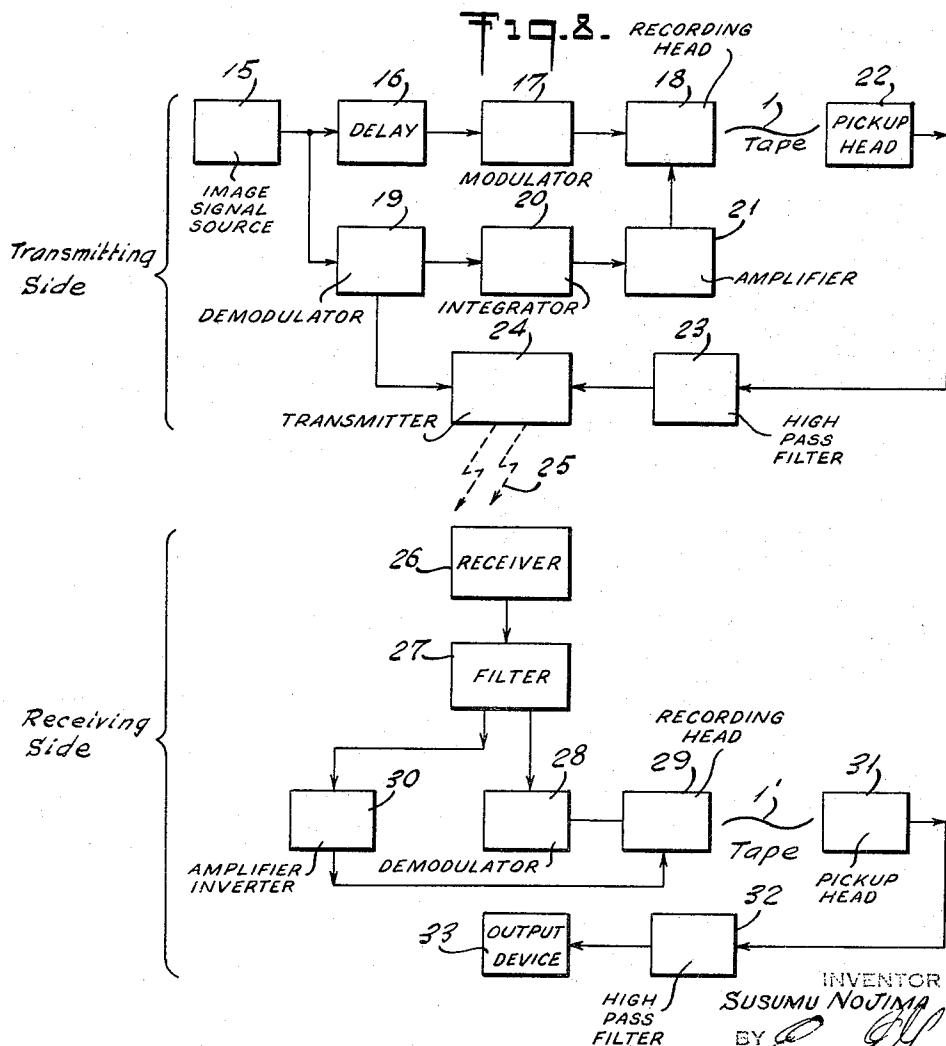 Fig. 8.
RECORDING
HEAD
15
16
17
18
1
22
DELAY
Tape
PICKUP
HEAD
IMAGE
SIGNAL
SOURCE
MODULATOR
19
20
21
Transmitting
Side
DEMODULATOR
INTEGRATOR
AMPLIFIER
24
23
TRANSMITTER
HIGH
PASS
FILTER
25
26
RECEIVER
27
FILTER
Receiving
Side
RECORDING
HEAD
30
28
29
1'
31
AMPLIFIER
INVERTER
DEMODULATOR
Tape
PICKUP
HEAD
32
33
OUTPUT
DEVICE
HIGH
PASS
FILTER
INVENTOR
SUSUMU NOJIMA
BY